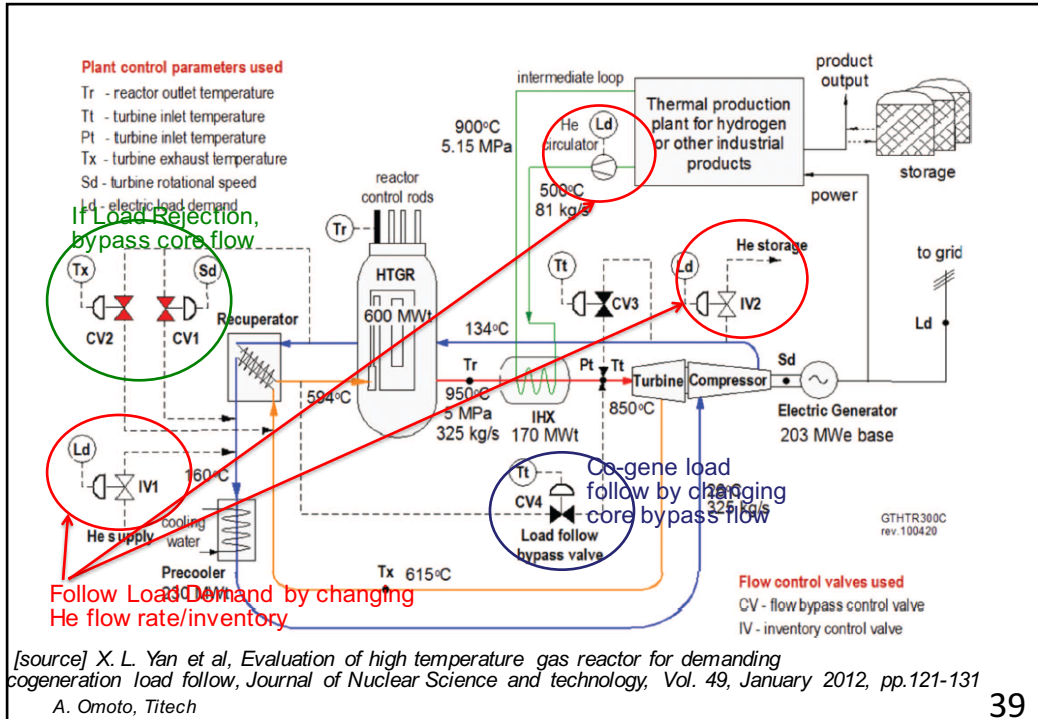 Plant control parameters used
Tr - reactor outlet temperature
Tt - turbine inlet temperature
Pt - turbine inlet temperature
Tx - turbine exhaust temperature
Sd - turbine rotational speed
Ld - electric load demand
If Load Rejection,
bypass core flow
Tx
Sd
CV2
CV1
Recuperator
reactor
control rods
Tr
HTGR
600 MWt
intermediate loop
900°C
5.15 MPa
He
circulator
Ld
500°C
81 kg/s
Thermal production
plant for hydrogen
or other industrial
products
product
output
storage
power
to grid
Ld
He storage
Ld
IV2
Tt
CV3
134°C
594°C
Tr
950°C
5 MPa
325 kg/s
IHX
170 MWt
Pt
Tt
850°C
Turbine
Compressor
Sd
Electric Generator
203 MWe base
Ld
IV1
He supply
160°C
cooling
water
Precooler
230 MWt
Tt
CV4
Load follow
bypass valve
Co-gene load
follow by changing
core bypass flow
325 kg/s
GTHTR300C
rev.100420
Tx
615°C
Follow Load Demand by changing
He flow rate/inventory
Flow control valves used
CV - flow bypass control valve
IV - inventory control valve
[source] X. L. Yan et al, Evaluation of high temperature gas reactor for demanding
cogeneration load follow, Journal of Nuclear Science and technology, Vol. 49, January 2012, pp.121-131
A. Omoto, Titech
39